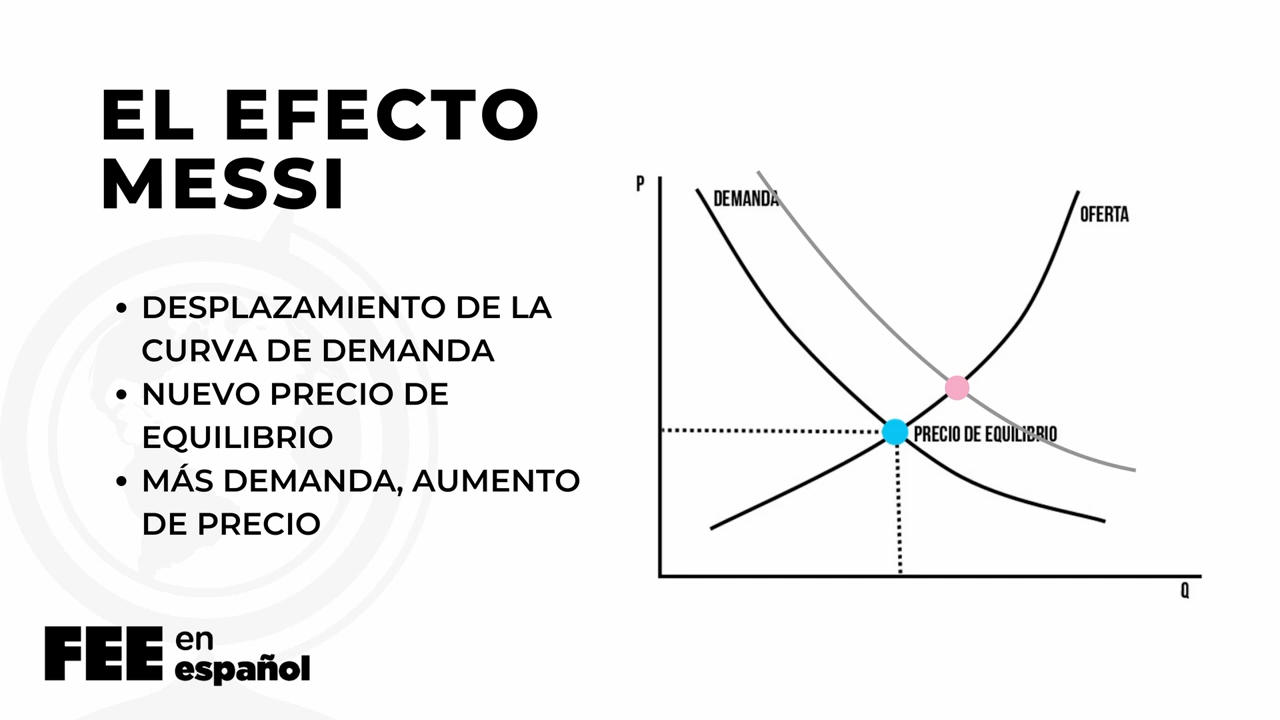 EL EFECTO
MESSI
• DESPLAZAMIENTO DE LA
CURVA DE DEMANDA
• NUEVO PRECIO DE
EQUILIBRIO
• MÁS DEMANDA, AUMENTO
DE PRECIO
P
DEMANDA
OFERTA
PRECIO DE EQUILIBRIO
Q
FEE en
español